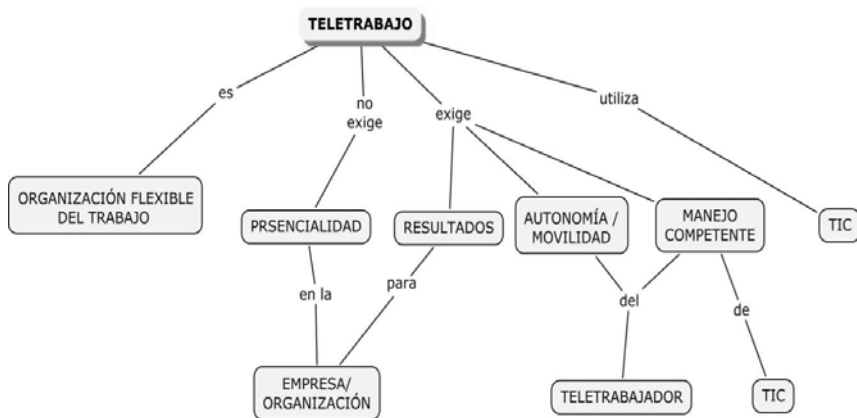 TELETRABAJO
es
no
exige
exige
utiliza
ORGANIZACIÓN FLEXIBLE
DEL TRABAJO
PRSENCIALIDAD
RESULTADOS
AUTONOMÍA /
MOVILIDAD
MANEJO
COMPETENTE
TIC
en la
para
del
de
EMPRESA/
ORGANIZACIÓN
TELETRABAJADOR
TIC